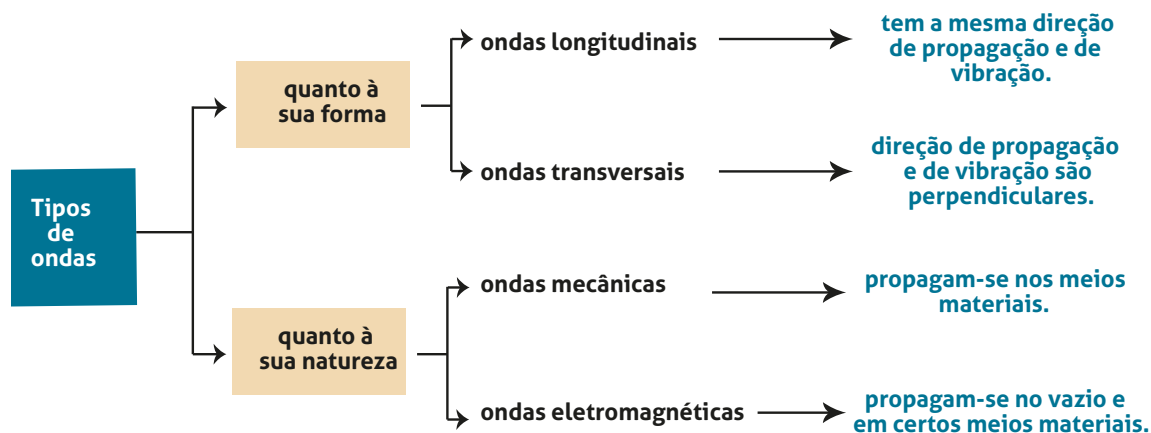 Tipos
de
ondas
quanto à
sua forma
ondas longitudinais
tem a mesma direção
de propagação e de
vibração.
ondas transversais
direção de propagação
e de vibração são
perpendiculares.
quanto à
sua natureza
ondas mecânicas
propagam-se nos meios
materiais.
ondas eletromagnéticas
propagam-se no vazio e
em certos meios materiais.